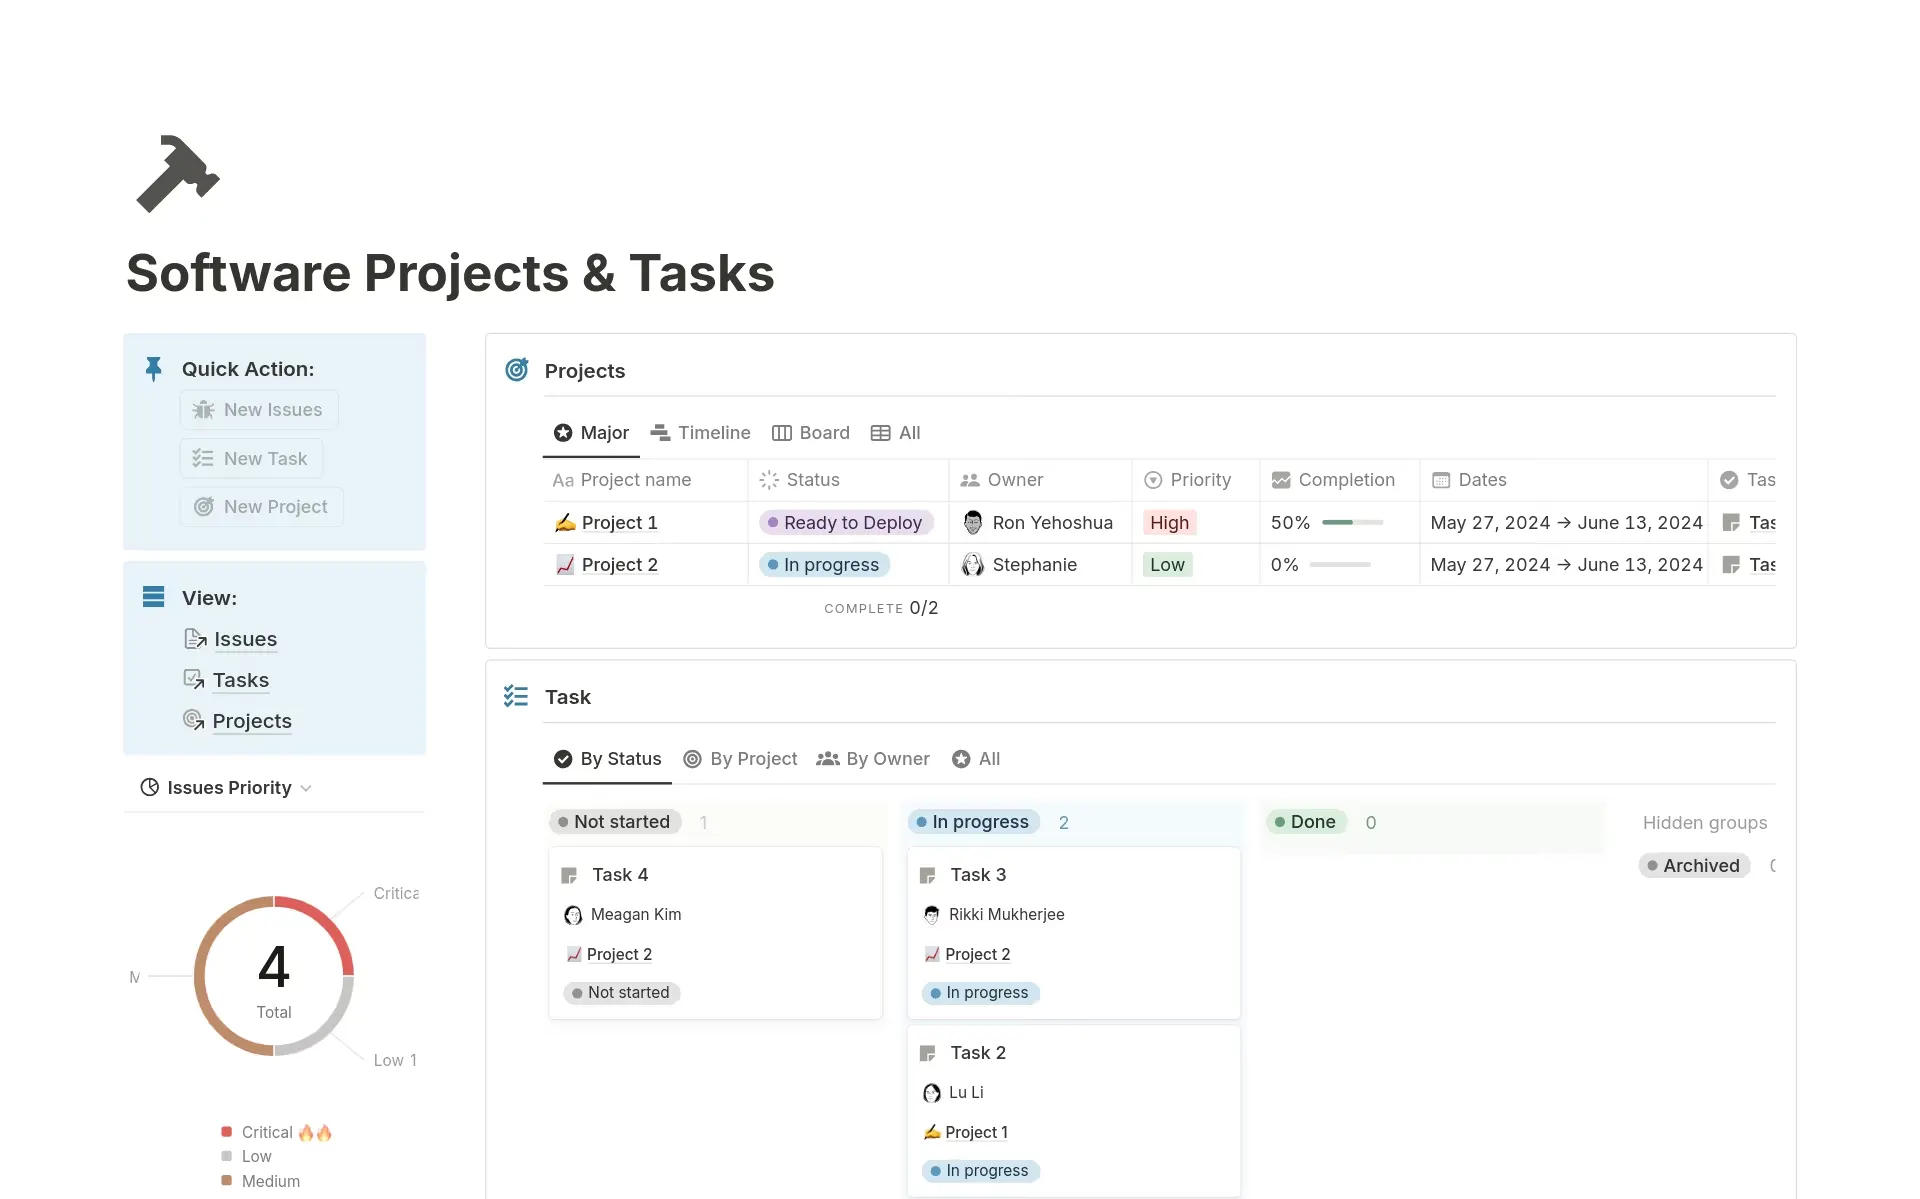 Software Projects & Tasks
Quick Action:
New Issues
New Task
New Project
View:
Issues
Tasks
Projects
Issues Priority
Critica
4
Total
M
Low 1
Critical 🔥🔥
Low
Medium
Projects
Major Timeline Board All
Aa Project name Status Owner Priority Completion Dates Tas
✍️ Project 1 Ready to Deploy Ron Yehoshua High 50% May 27, 2024 → June 13, 2024 Tas
📈 Project 2 In progress Stephanie Low 0% May 27, 2024 → June 13, 2024 Tas
COMPLETE 0/2
Task
By Status By Project By Owner All
Not started 1
Task 4
Meagan Kim
📈 Project 2
Not started
In progress 2
Task 3
Rikki Mukherjee
📈 Project 2
In progress
Task 2
Lu Li
✍️ Project 1
In progress
Done 0
Hidden groups
Archived